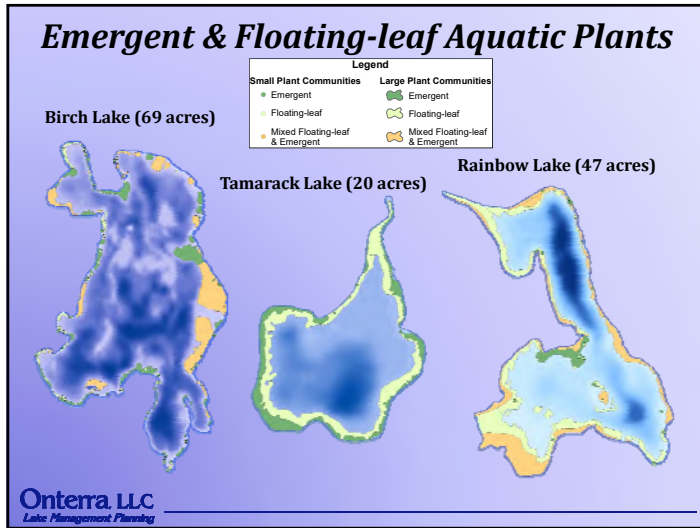 Emergent & Floating-leaf Aquatic Plants
Legend
Small Plant Communities
Emergent
Floating-leaf
Mixed Floating-leaf
& Emergent
Large Plant Communities
Emergent
Floating-leaf
Mixed Floating-leaf
& Emergent
Birch Lake (69 acres)
Tamarack Lake (20 acres)
Rainbow Lake (47 acres)
Onterra, LLC
Lake Management Planning